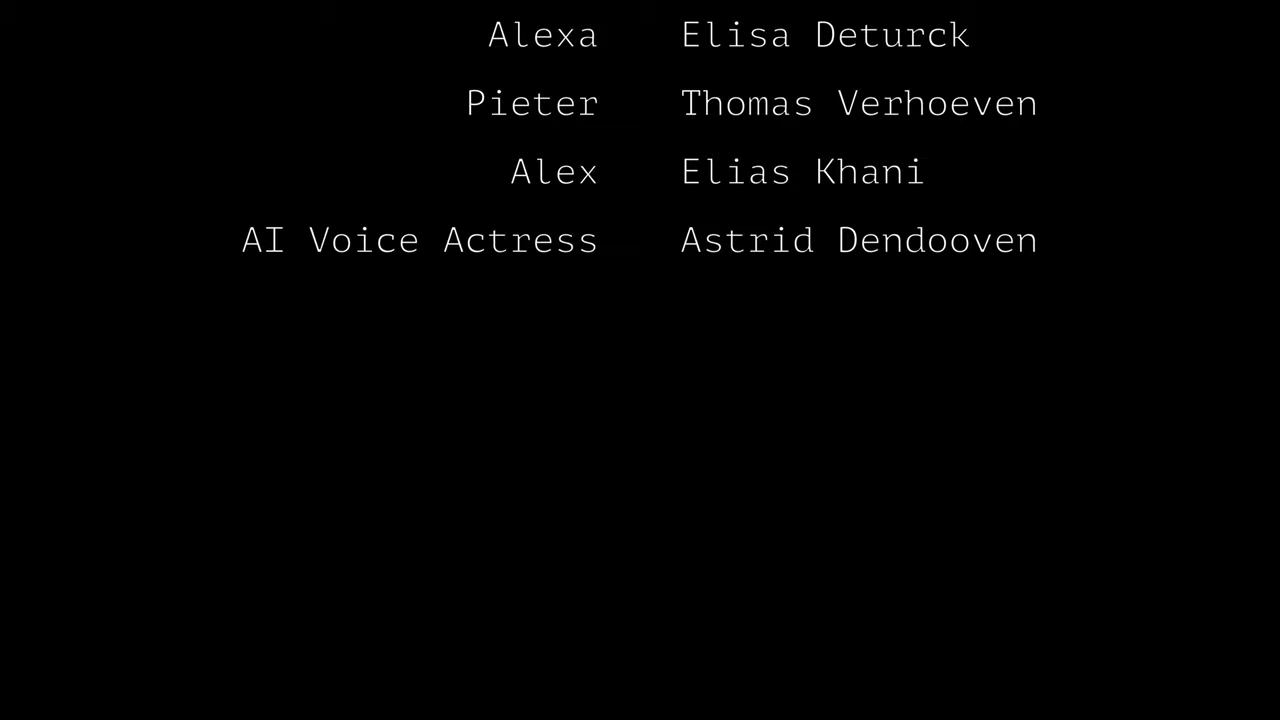 Alexa Elisa Deturck
Pieter Thomas Verhoeven
Alex Elias Khani
AI Voice Actress Astrid Dendooven